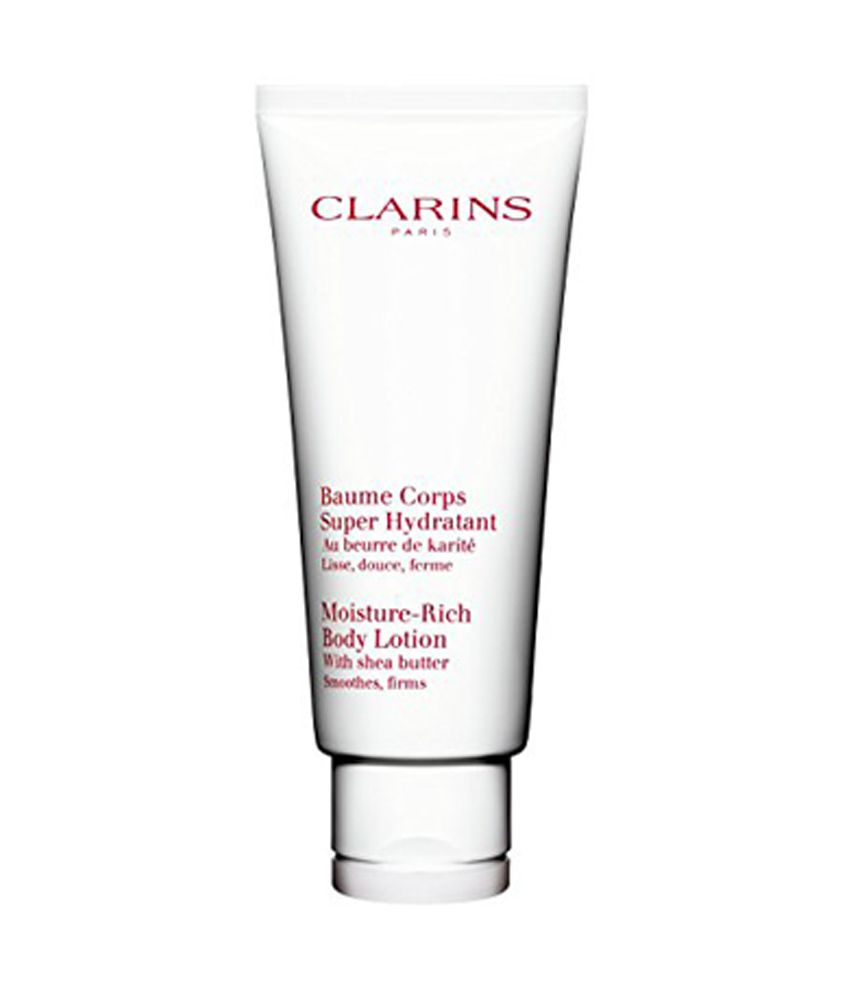 CLARINS
PARIS
Baume Corps
Super Hydratant
Au beurre de karité
Lisse, douce, ferme
Moisture-Rich
Body Lotion
With shea butter
Smoothes, firms